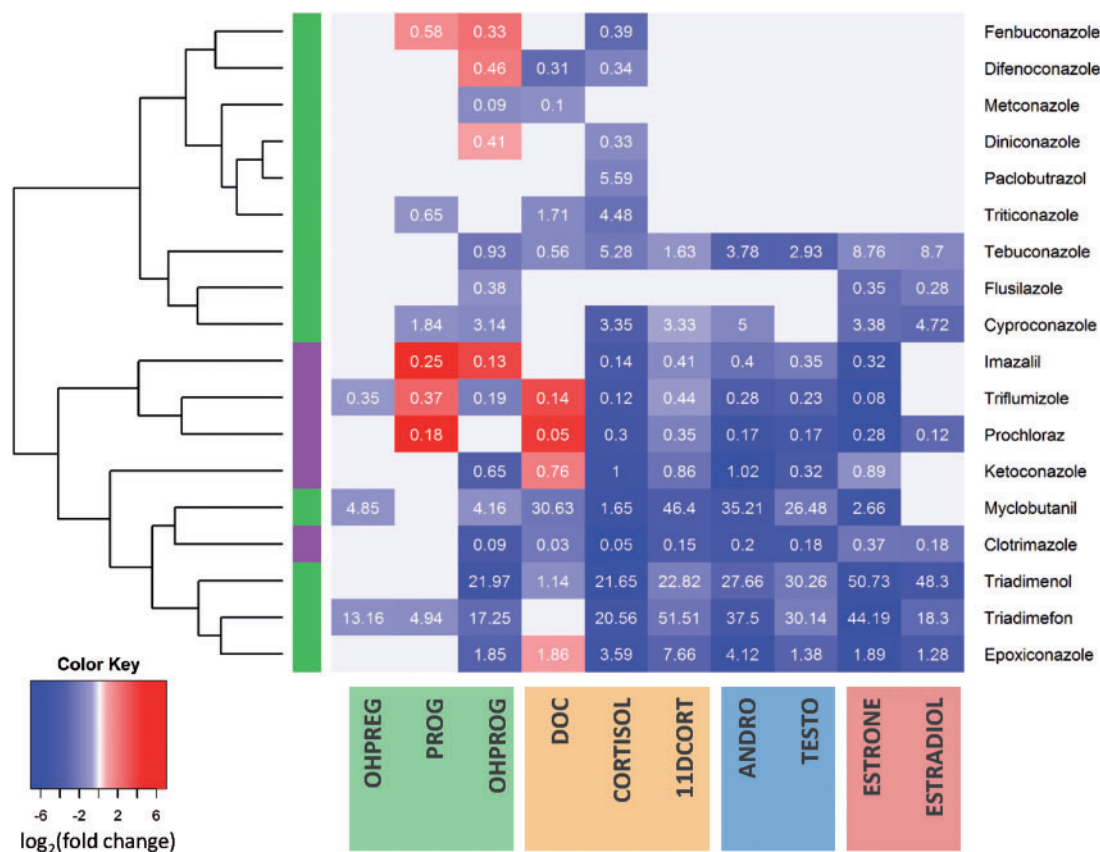 0.58 0.33 0.39 Fenbuconazole
0.46 0.31 0.34 Difenoconazole
0.09 0.1 Metconazole
0.41 0.33 Diniconazole
5.59 Paclobutrazol
0.65 1.71 4.48 Triticonazole
0.93 0.56 5.28 1.63 3.78 2.93 8.76 8.7 Tebuconazole
0.38 0.35 0.28 Flusilazole
1.84 3.14 3.35 3.33 5 3.38 4.72 Cyproconazole
0.25 0.13 0.14 0.41 0.4 0.35 0.32 Imazalil
0.35 0.37 0.19 0.14 0.12 0.44 0.28 0.23 0.08 Triflumizole
0.18 0.05 0.3 0.35 0.17 0.17 0.28 0.12 Prochloraz
0.65 0.76 1 0.86 1.02 0.32 0.89 Ketoconazole
4.85 4.16 30.63 1.65 46.4 35.21 26.48 2.66 Myclobutanil
0.09 0.03 0.05 0.15 0.2 0.18 0.37 0.18 Clotrimazole
21.97 1.14 21.65 22.82 27.66 30.26 50.73 48.3 Triadimenol
13.16 4.94 17.25 20.56 51.51 37.5 30.14 44.19 18.3 Triadimefon
1.85 1.86 3.59 7.66 4.12 1.38 1.89 1.28 Epoxiconazole
Color Key
-6 -2 2 6
log2(fold change)
OHPREG
PROG
OHPROG
DOC
CORTISOL
11DCORT
ANDRO
TESTO
ESTRONE
ESTRADIOL